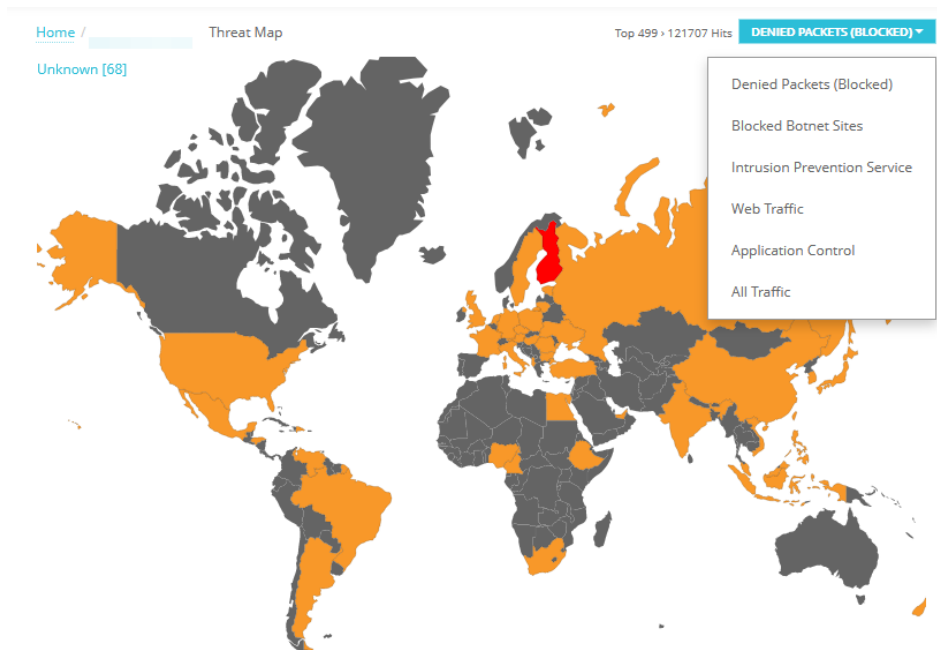 Home / Threat Map
Top 499 › 121707 Hits
DENIED PACKETS (BLOCKED)
Unknown [68]
Denied Packets (Blocked)
Blocked Botnet Sites
Intrusion Prevention Service
Web Traffic
Application Control
All Traffic